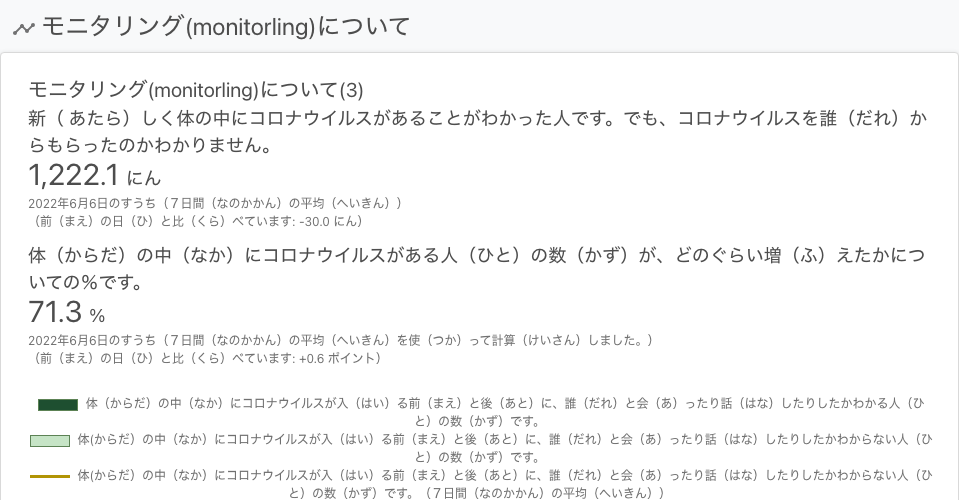 モニタリング(monitorling)について
モニタリング(monitorling)について(3)
新（ あたら）しく体の中にコロナウイルスがあることがわかった人です。でも、コロナウイルスを誰（だれ）か
らもらったのかわかりません。
1,222.1 にん
2022年6月6日のすうち（７日間（なのかかん）の平均（へいきん））
（前（まえ）の日（ひ）と比（くら）べています: -30.0 にん）
体（からだ）の中（なか）にコロナウイルスがある人（ひと）の数（かず）が、どのぐらい増（ふ）えたかにつ
いての％です。
71.3 %
2022年6月6日のすうち（７日間（なのかかん）の平均（へいきん）を使（つか）って計算（けいさん）しました。）
（前（まえ）の日（ひ）と比（くら）べています: +0.6 ポイント）
体（からだ）の中（なか）にコロナウイルスが入（はい）る前（まえ）と後（あと）に、誰（だれ）と会（あ）ったり話（はな）したりしたかわかる人（ひ
と）の数（かず）です。
体(からだ）の中（なか）にコロナウイルスが入（はい）る前（まえ）と後（あと）に、誰（だれ）と会（あ）ったり話（はな）したりしたかわからない人（ひ
と）の数（かず）です。
体(からだ）の中（なか）にコロナウイルスが入（はい）る前（まえ）と後（あと）に、誰（だれ）と会（あ）ったり話（はな）したりしたかわからない人（ひ
と）の数（かず）です。（７日間（なのかかん）の平均（へいきん））